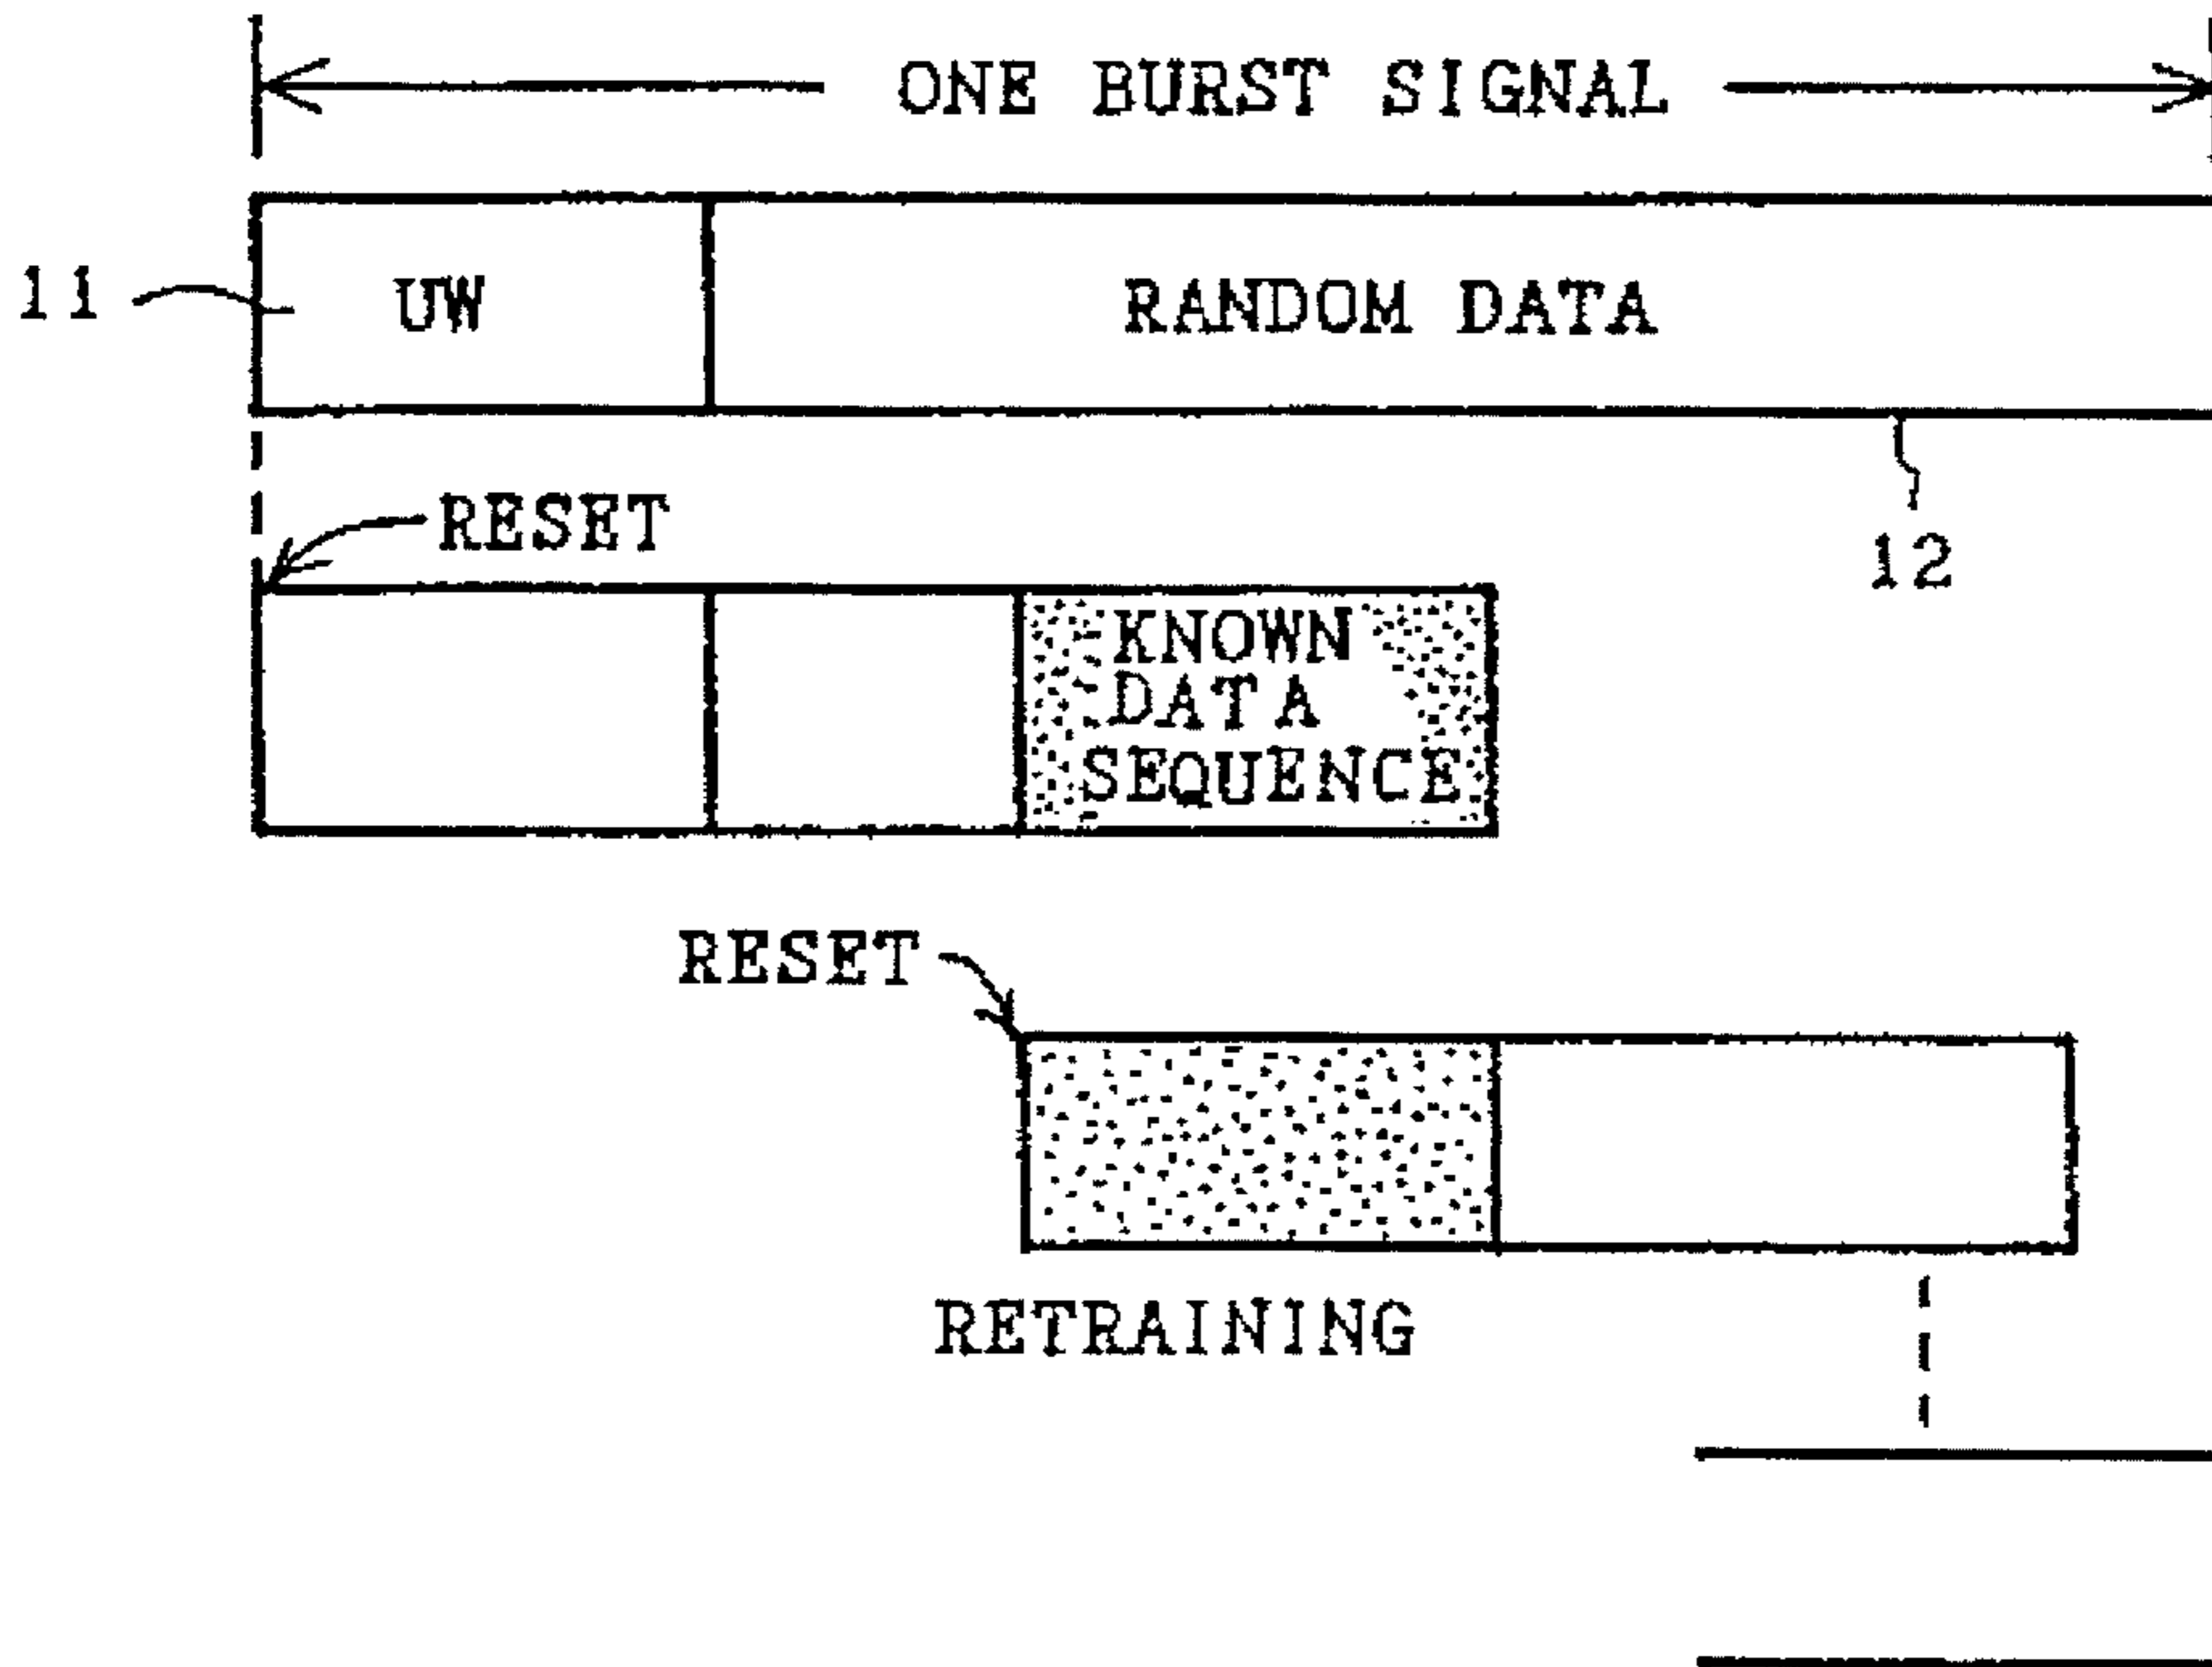 ONE BURST SIGNAL
11
UW
RANDOM DATA
12
RESET
KNOWN
DATA
SEQUENCE
RESET
RETRAINING